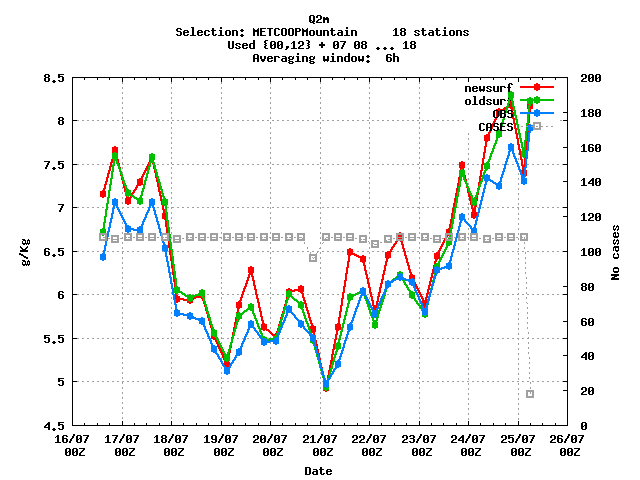 Q2m
Selection: METCOOPMountain 18 stations
Used {00,12} + 07 08 ... 18
Averaging window: 6h
8.5
8
7.5
7
6.5
6
5.5
5
4.5
g/Kg
newsurf
oldsurf
OBS
CASES
200
180
160
140
120
100
80
60
40
20
0
No cases
16/07 17/07 18/07 19/07 20/07 21/07 22/07 23/07 24/07 25/07 26/07
00Z 00Z 00Z 00Z 00Z 00Z 00Z 00Z 00Z 00Z 00Z
Date